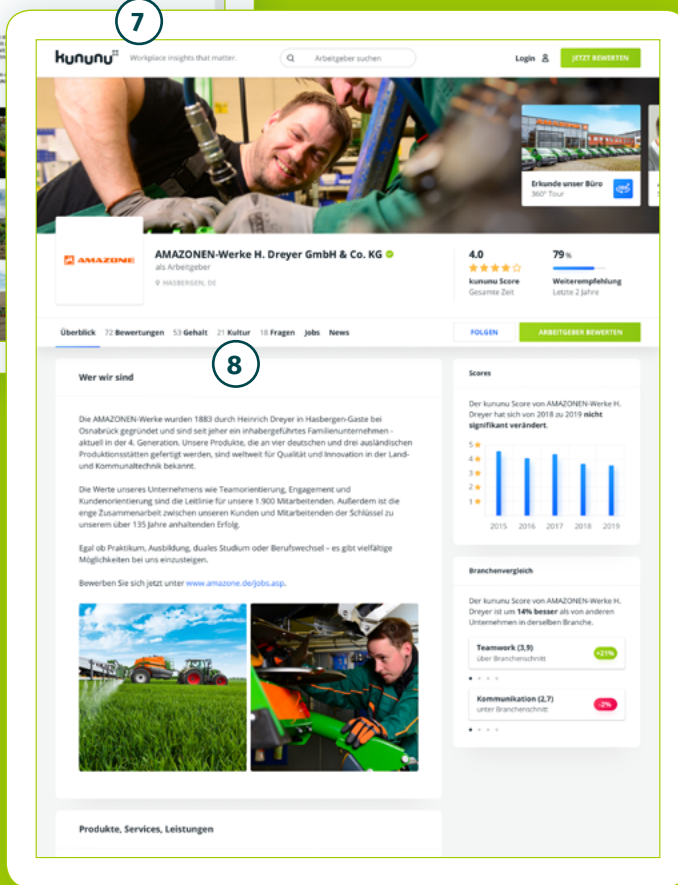 7
kununu Workplace insights that matter. Arbeitgeber suchen Login JETZT BEWERTEN
Erkunde unser Büro
360° Tour
AMAZONE
AMAZONEN-Werke H. Dreyer GmbH & Co. KG
als Arbeitgeber
HASBERGEN, DE
4.0
kununu Score
Gesamte Zeit
79 %
Weiterempfehlung
Letzte 2 Jahre
Überblick 72 Bewertungen 53 Gehalt 21 Kultur 18 Fragen Jobs News
FOLGEN ARBEITGEBER BEWERTEN
8
Wer wir sind
Die AMAZONEN-Werke wurden 1883 durch Heinrich Dreyer in Hasbergen-Gaste bei
Osnabrück gegründet und sind seit jeher ein inhabergeführtes Familienunternehmen -
aktuell in der 4. Generation. Unsere Produkte, die an vier deutschen und drei ausländischen
Produktionsstätten gefertigt werden, sind weltweit für Qualität und Innovation in der Land-
und Kommunaltechnik bekannt.
Die Werte unseres Unternehmens wie Teamorientierung, Engagement und
Kundenorientierung sind die Leitlinie für unsere 1.900 Mitarbeitenden. Außerdem ist die
enge Zusammenarbeit zwischen unseren Kunden und Mitarbeitenden der Schlüssel zu
unserem über 135 Jahre anhaltenden Erfolg.
Egal ob Praktikum, Ausbildung, duales Studium oder Berufswechsel – es gibt vielfältige
Möglichkeiten bei uns einzusteigen.
Bewerben Sie sich jetzt unter www.amazone.de/jobs.asp.
Produkte, Services, Leistungen
Scores
Der kununu Score von AMAZONEN-Werke H.
Dreyer hat sich von 2018 zu 2019 nicht
signifikant verändert.
5
4
3
2
1
2015 2016 2017 2018 2019
Branchenvergleich
Der kununu Score von AMAZONEN-Werke H.
Dreyer ist um 14% besser als von anderen
Unternehmen in derselben Branche.
Teamwork (3,9)
über Branchenschnitt
+21%
Kommunikation (2,7)
unter Branchenschnitt
-2%